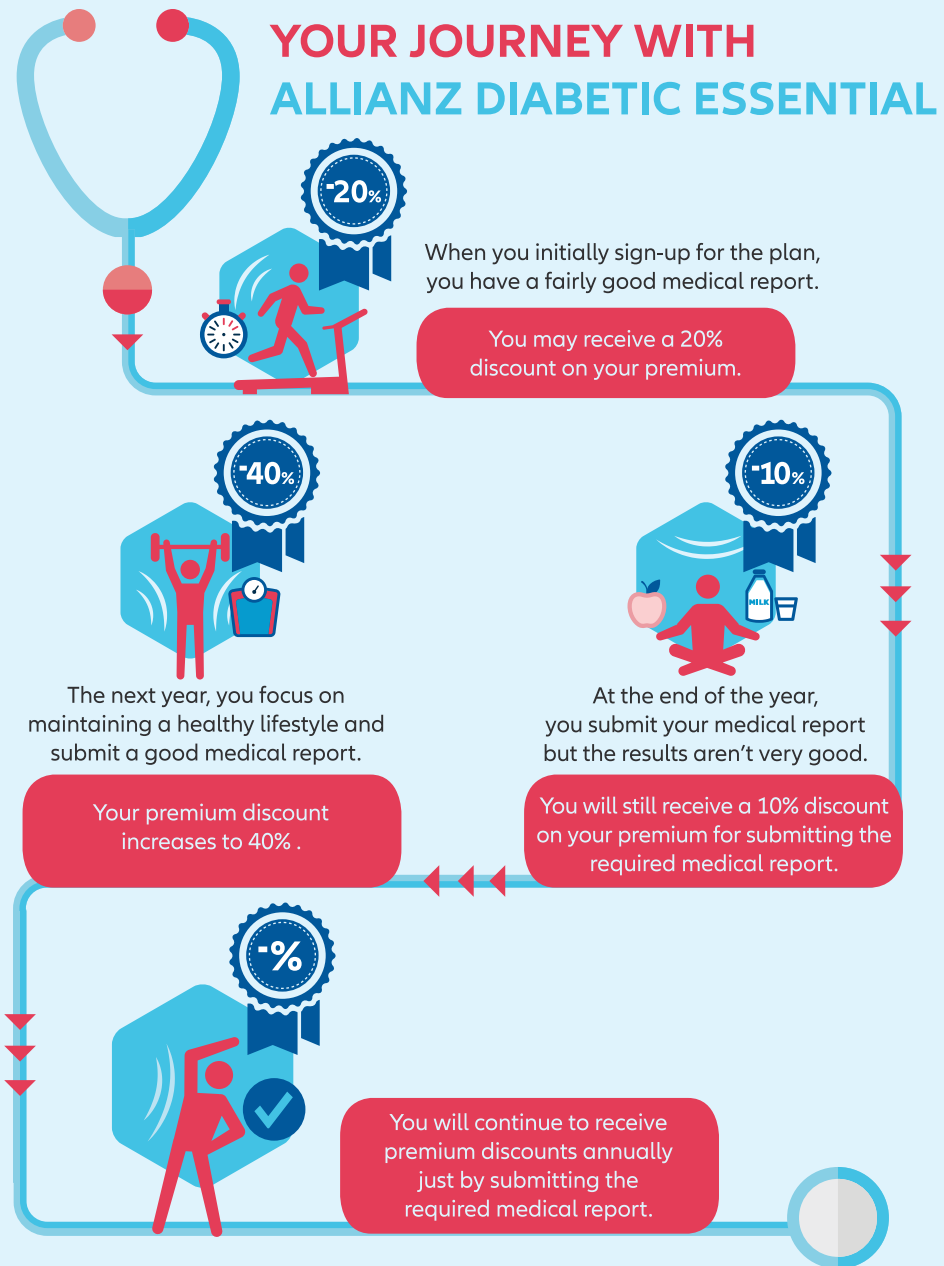 YOUR JOURNEY WITH
ALLIANZ DIABETIC ESSENTIAL
-20%
When you initially sign-up for the plan,
you have a fairly good medical report.
You may receive a 20%
discount on your premium.
-10%
MILK
At the end of the year,
you submit your medical report
but the results aren't very good.
You will still receive a 10% discount
on your premium for submitting the
required medical report.
-40%
The next year, you focus on
maintaining a healthy lifestyle and
submit a good medical report.
Your premium discount
increases to 40% .
-%
You will continue to receive
premium discounts annually
just by submitting the
required medical report.